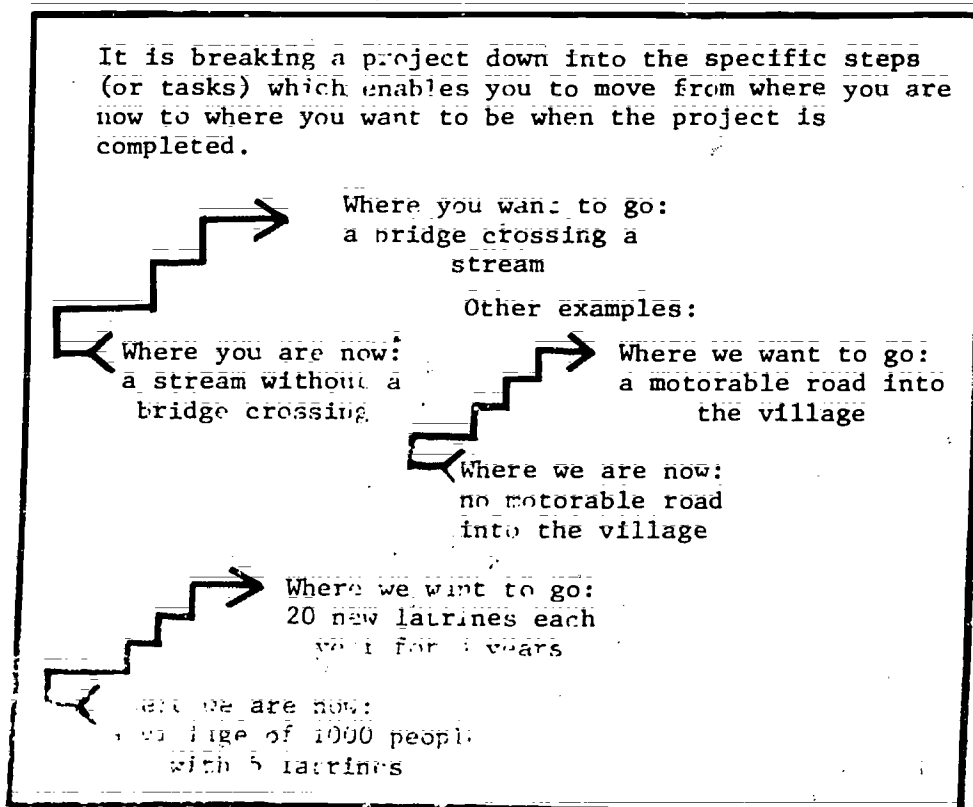 It is breaking a project down into the specific steps
(or tasks) which enables you to move from where you are
now to where you want to be when the project is
completed.
Where you want to go:
a bridge crossing a
stream
Where you are now:
a stream without a
bridge crossing
Other examples:
Where we want to go:
a motorable road into
the village
Where we are now:
no motorable road
into the village
Where we want to go:
20 new latrines each
year for years
we are now:
village of 1000 people
with 5 latrines